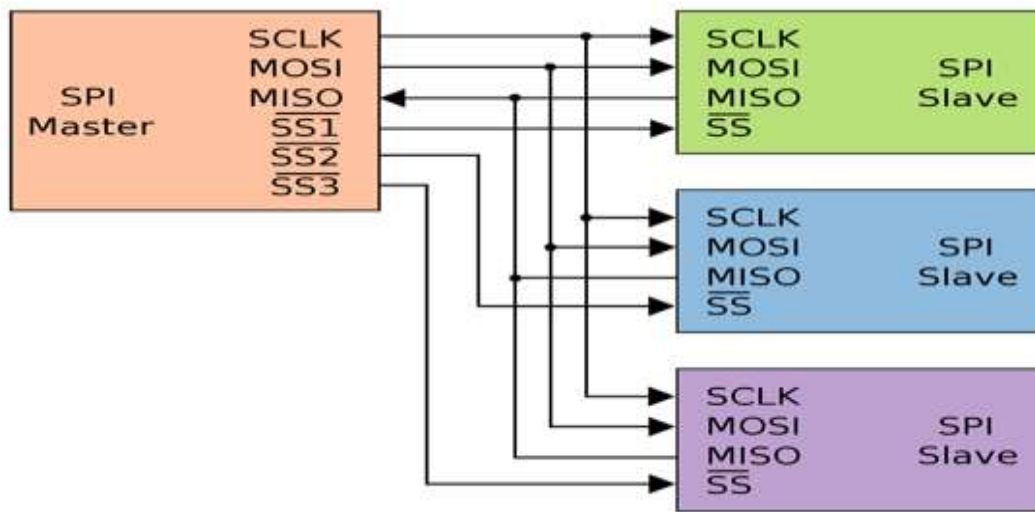 SCLK
MOSI
MISO
SS1
SS2
SS3
SPI
Master
SCLK
MOSI
MISO
SS
SPI
Slave
SCLK
MOSI
MISO
SS
SPI
Slave
SCLK
MOSI
MISO
SS
SPI
Slave